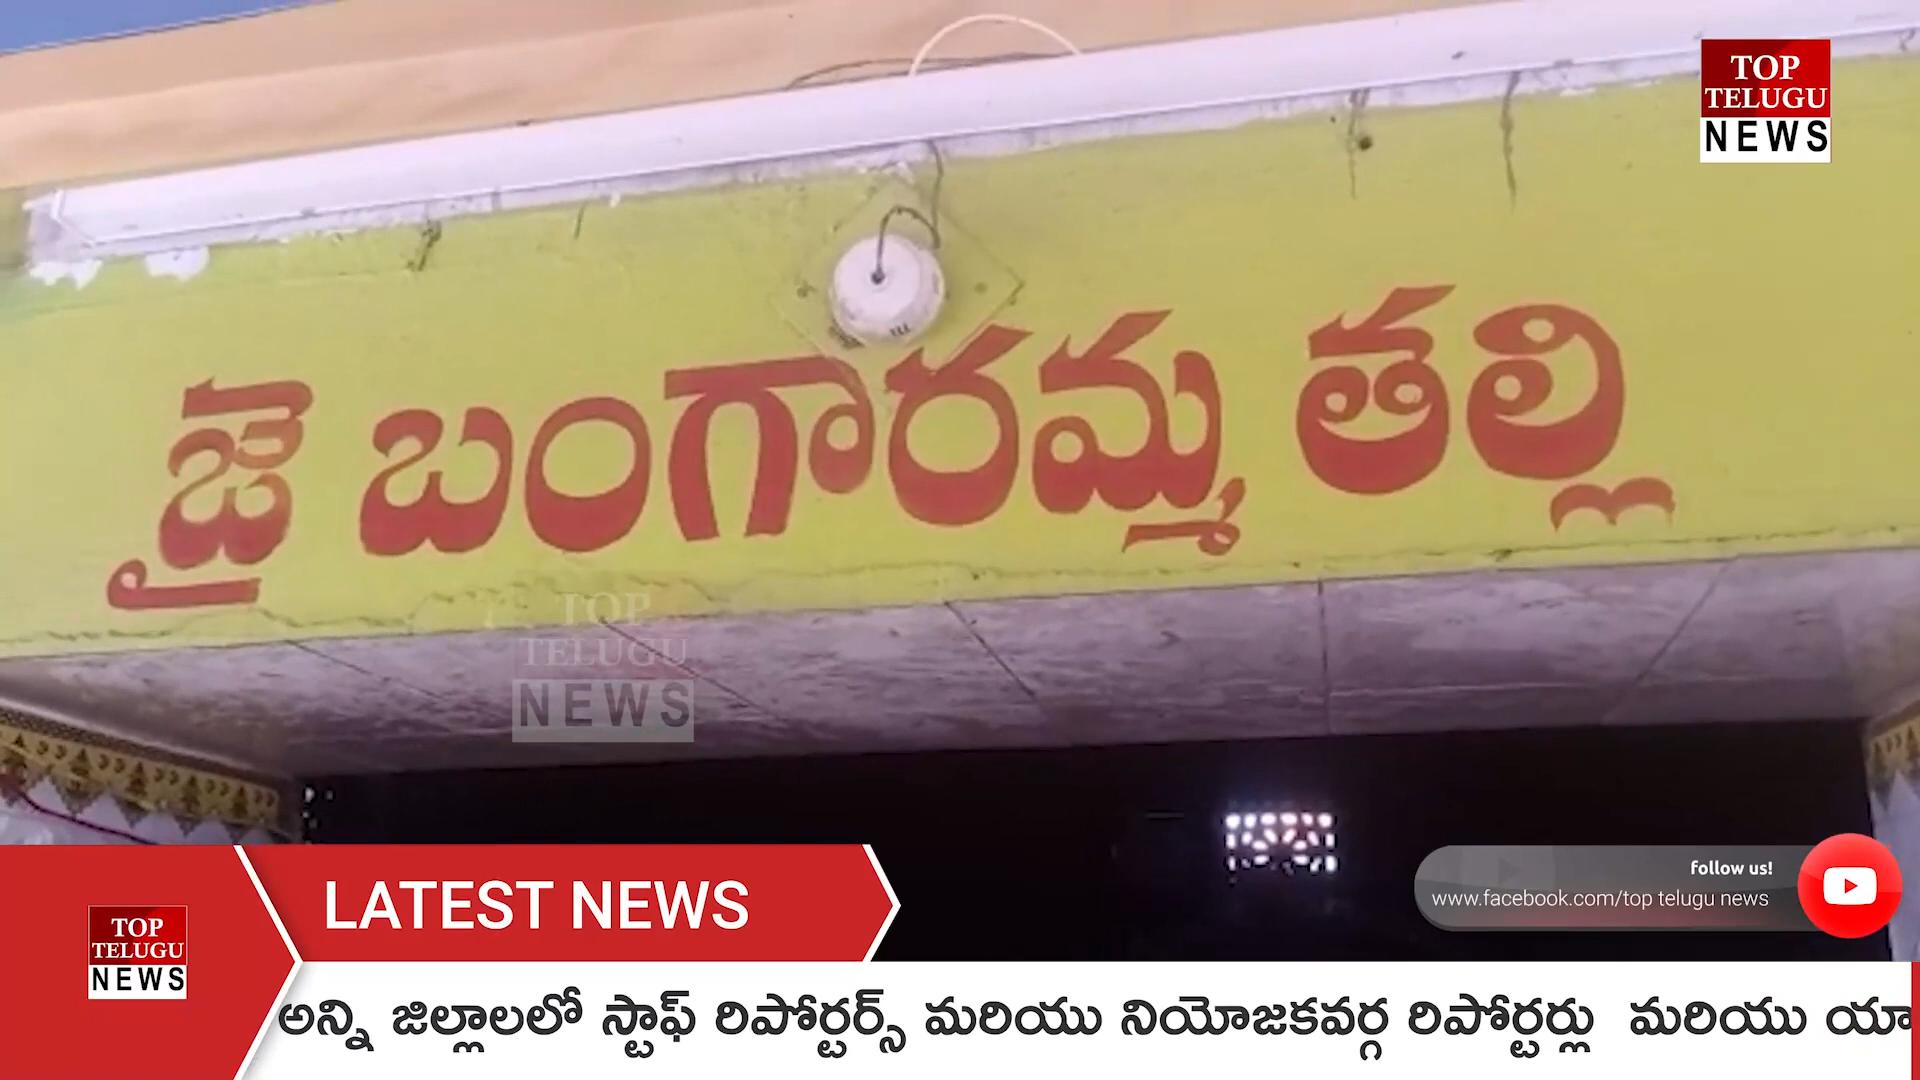 TOP
TELUGU
NEWS
జై బంగారమ్మ తల్లి
TOP
TELUGU
NEWS
follow us!
www.facebook.com/top telugu news
LATEST NEWS
TOP
TELUGU
NEWS
అన్ని జిల్లాలలో స్టాఫ్ రిపోర్టర్స్ మరియు నియోజకవర్గ రిపోర్టర్లు మరియు యా